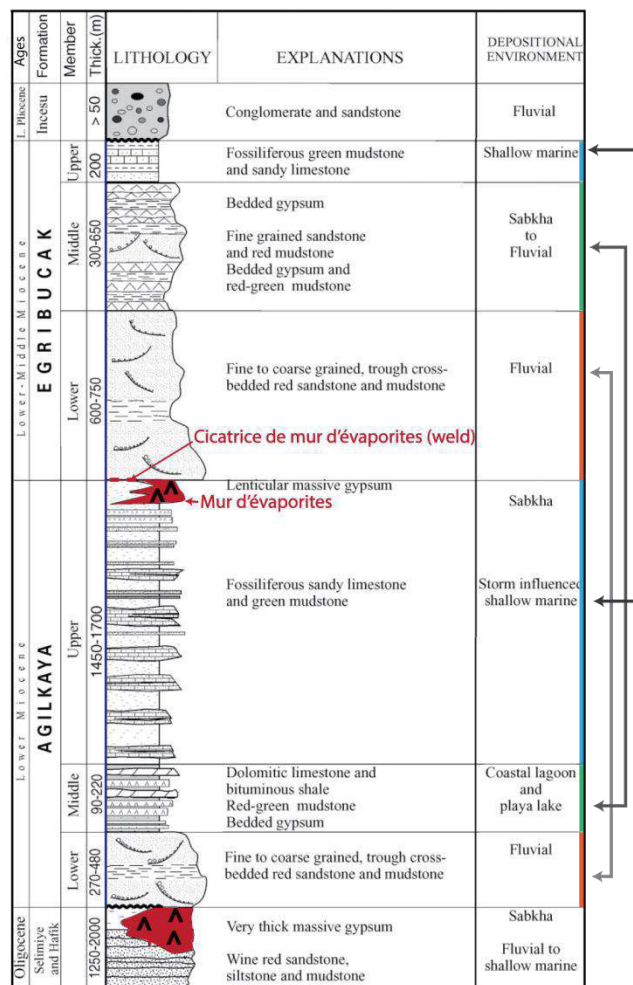 Ages Formation Member Thick.(m) LITHOLOGY EXPLANATIONS DEPOSITIONAL
ENVIRONMENT
L. Pliocene Incesu > 50 Conglomerate and sandstone Fluvial
Lower-Middle Miocene EGRIBUCAK
Upper 200 Fossiliferous green mudstone Shallow marine
and sandy limestone
Middle 300-650 Bedded gypsum
Fine grained sandstone Sabkha
and red mudstone to
Bedded gypsum and Fluvial
red-green mudstone
Lower 600-750 Fine to coarse grained, trough cross- Fluvial
bedded red sandstone and mudstone
Cicatrice de mur d'évaporites (weld)
Lower Miocene AGILKAYA
Upper 1450-1700 Lenticular massive gypsum Sabkha
Mur d'évaporites
Fossiliferous sandy limestone Storm influenced
and green mudstone shallow marine
Middle 90-220 Dolomitic limestone and Coastal lagoon
bituminous shale and
Red-green mudstone playa lake
Bedded gypsum
Lower 270-480 Fine to coarse grained, trough cross- Fluvial
bedded red sandstone and mudstone
Oligocene Selimiye
and Hafik 1250-2000 Very thick massive gypsum Sabkha
Wine red sandstone, Fluvial to
siltstone and mudstone shallow marine